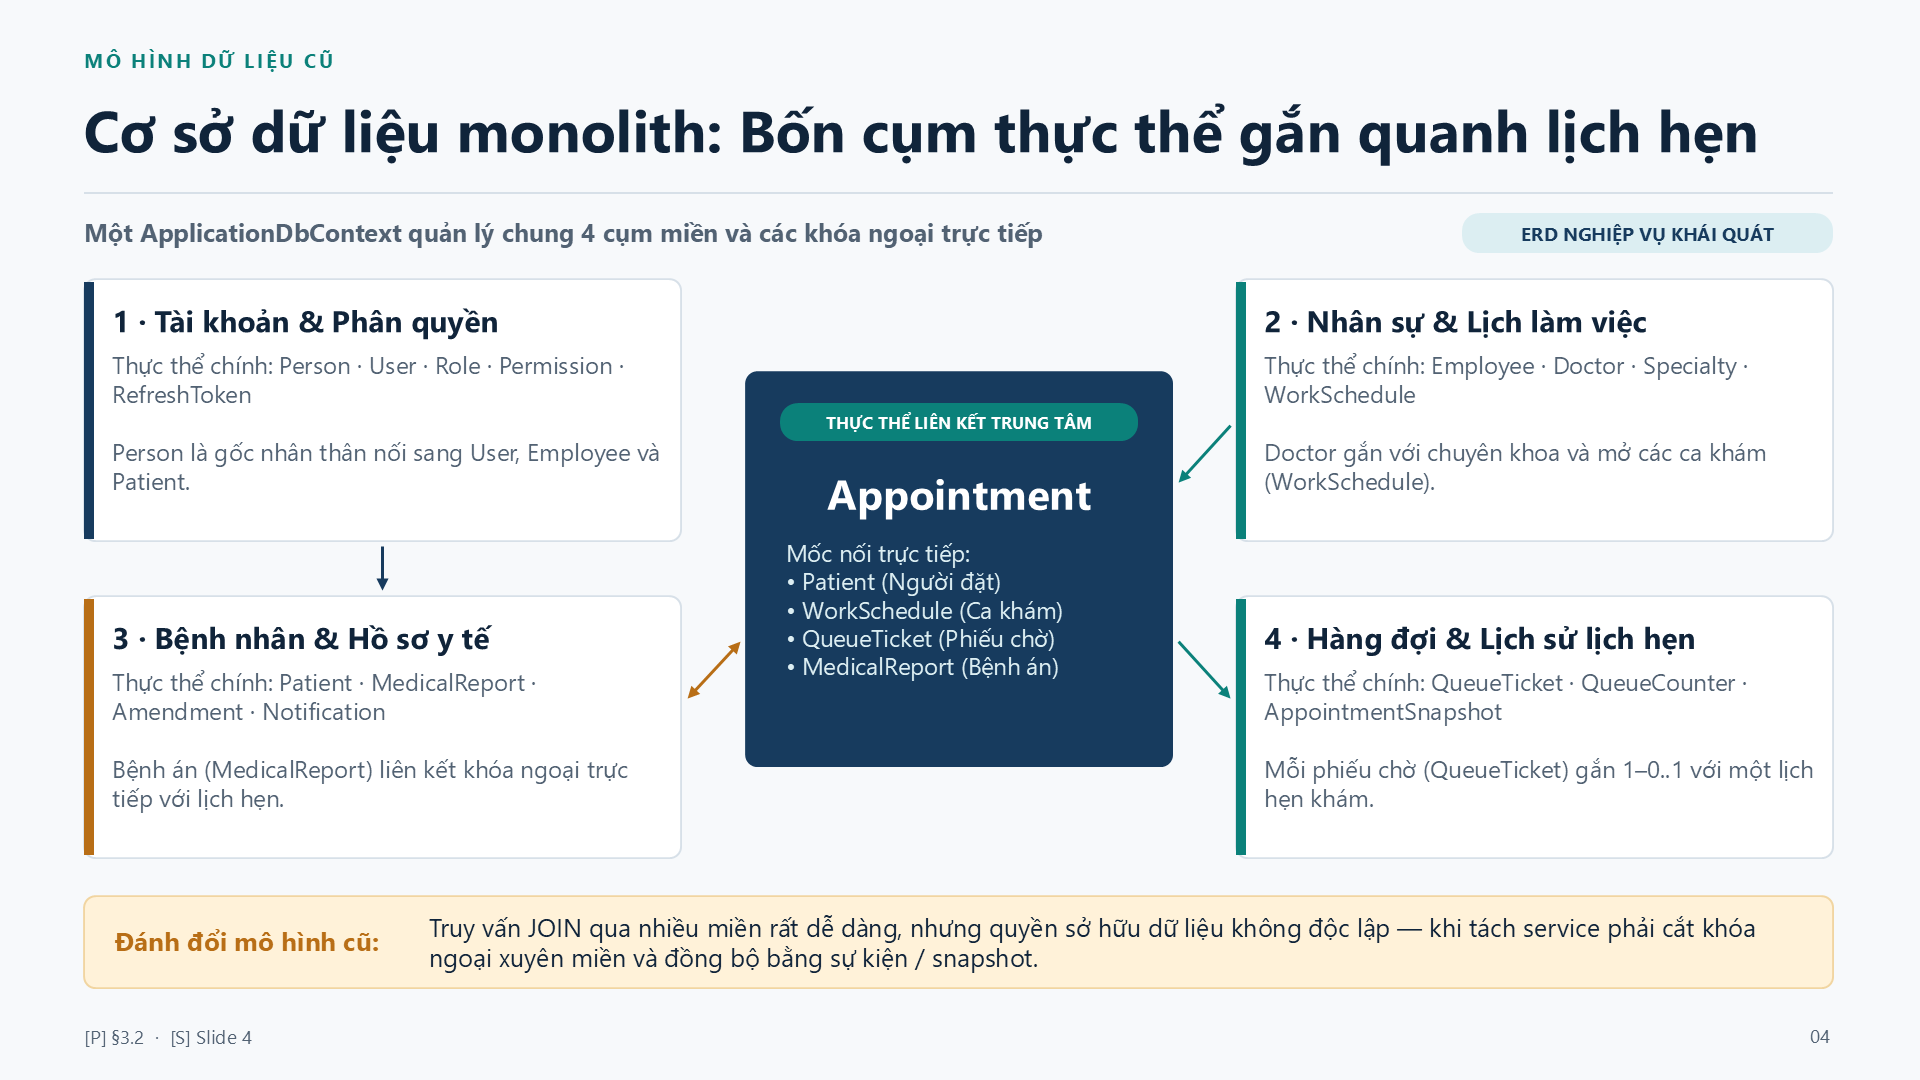 MÔ HÌNH DỮ LIỆU CŨ
Cơ sở dữ liệu monolith: Bốn cụm thực thể gắn quanh lịch hẹn
Một ApplicationDbContext quản lý chung 4 cụm miền và các khóa ngoại trực tiếp
ERD NGHIỆP VỤ KHÁI QUÁT
1 · Tài khoản & Phân quyền
Thực thể chính: Person · User · Role · Permission ·
RefreshToken
Person là gốc nhân thân nối sang User, Employee và
Patient.
2 · Nhân sự & Lịch làm việc
Thực thể chính: Employee · Doctor · Specialty ·
WorkSchedule
Doctor gắn với chuyên khoa và mở các ca khám
(WorkSchedule).
THỰC THỂ LIÊN KẾT TRUNG TÂM
Appointment
Mốc nối trực tiếp:
• Patient (Người đặt)
• WorkSchedule (Ca khám)
• QueueTicket (Phiếu chờ)
• MedicalReport (Bệnh án)
3 · Bệnh nhân & Hồ sơ y tế
Thực thể chính: Patient · MedicalReport ·
Amendment · Notification
Bệnh án (MedicalReport) liên kết khóa ngoại trực
tiếp với lịch hẹn.
4 · Hàng đợi & Lịch sử lịch hẹn
Thực thể chính: QueueTicket · QueueCounter ·
AppointmentSnapshot
Mỗi phiếu chờ (QueueTicket) gắn 1–0..1 với một lịch
hẹn khám.
Đánh đổi mô hình cũ:
Truy vấn JOIN qua nhiều miền rất dễ dàng, nhưng quyền sở hữu dữ liệu không độc lập — khi tách service phải cắt khóa
ngoại xuyên miền và đồng bộ bằng sự kiện / snapshot.
[P] §3.2 · [S] Slide 4
04